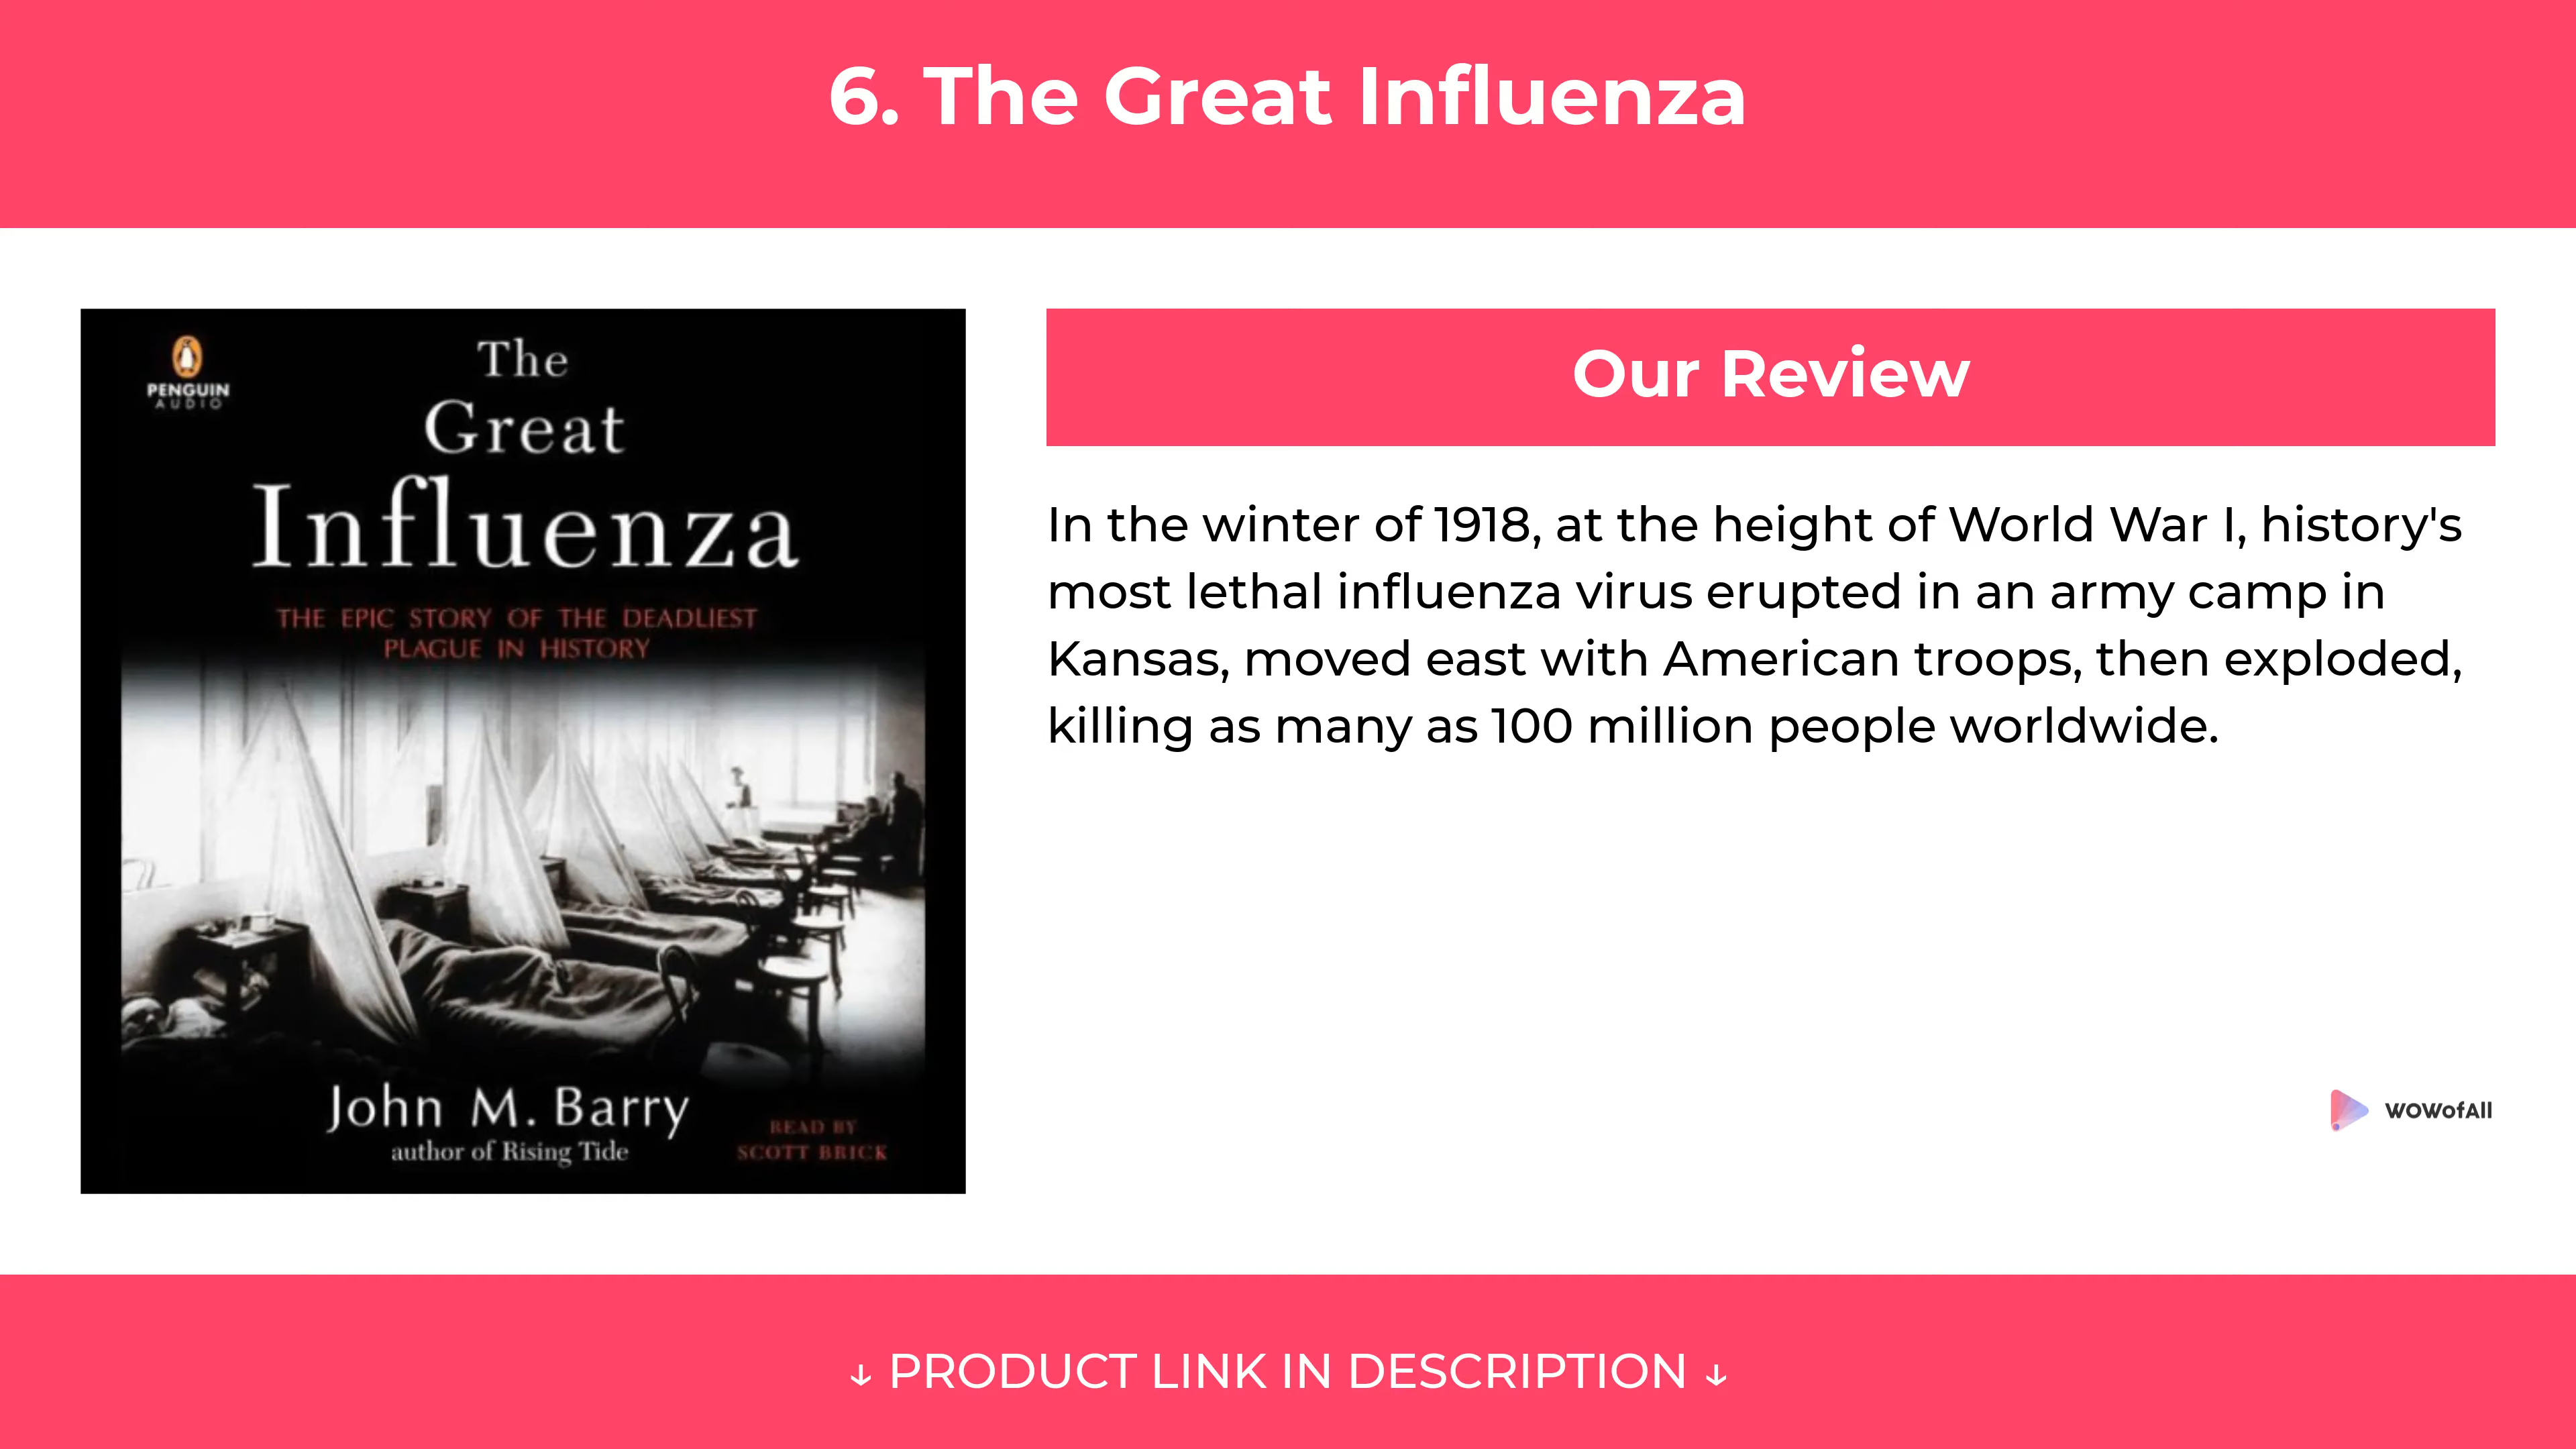 6. The Great Influenza
PENGUIN
AUDIO
The
Great
Influenza
THE EPIC STORY OF THE DEADLIEST
PLAGUE IN HISTORY
John M. Barry
author of Rising Tide
READ BY
SCOTT BRICK
Our Review
In the winter of 1918, at the height of World War I, history's
most lethal influenza virus erupted in an army camp in
Kansas, moved east with American troops, then exploded,
killing as many as 100 million people worldwide.
WOWofAll
↓ PRODUCT LINK IN DESCRIPTION ↓